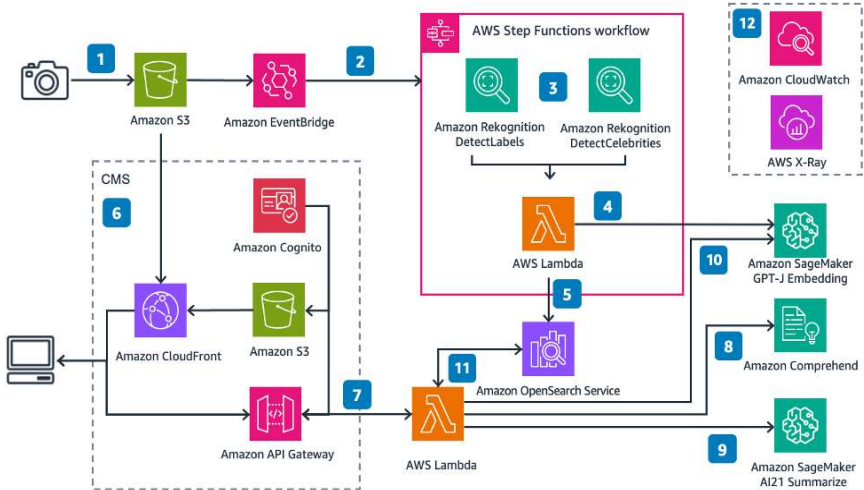 1
Amazon S3
Amazon EventBridge
2
AWS Step Functions workflow
3
Amazon Rekognition
DetectLabels
Amazon Rekognition
DetectCelebrities
AWS Lambda
4
5
12
Amazon CloudWatch
AWS X-Ray
CMS
6
Amazon Cognito
Amazon CloudFront
Amazon S3
Amazon API Gateway
7
AWS Lambda
11
Amazon OpenSearch Service
10
Amazon SageMaker
GPT-J Embedding
8
Amazon Comprehend
9
Amazon SageMaker
AI21 Summarize